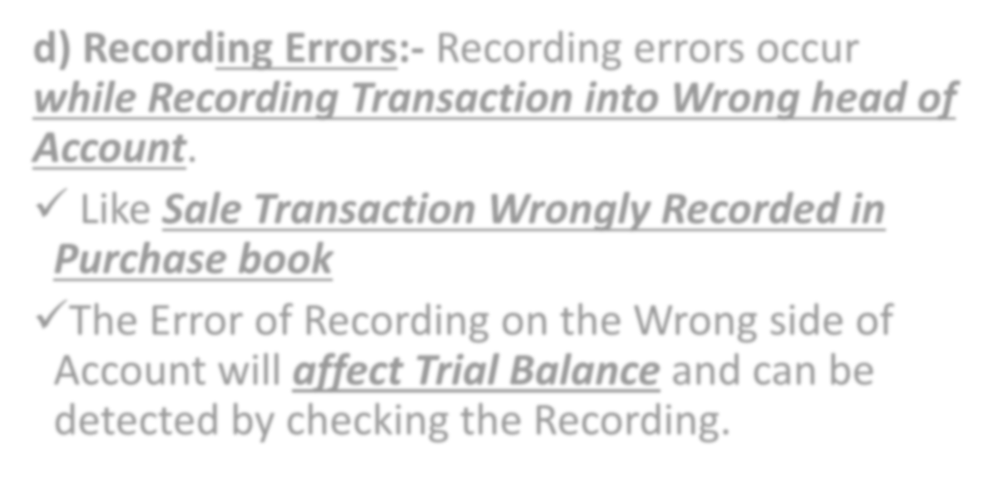 d) Recording Errors:- Recording errors occur
while Recording Transaction into Wrong head of
Account.
✓ Like Sale Transaction Wrongly Recorded in
Purchase book
✓The Error of Recording on the Wrong side of
Account will affect Trial Balance and can be
detected by checking the Recording.